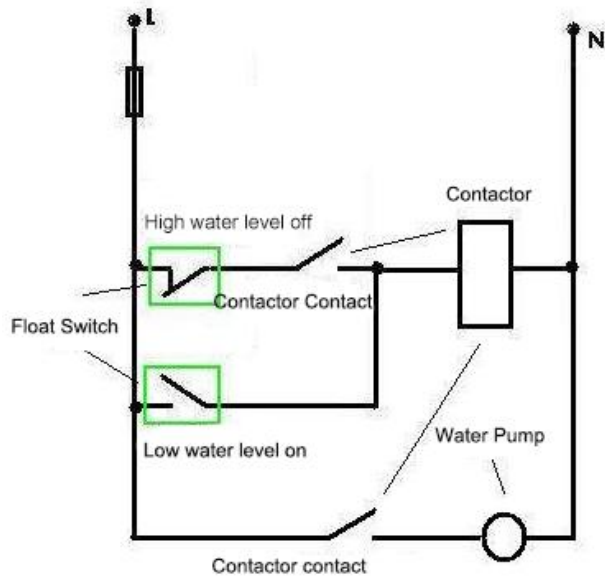 L
N
Contactor
High water level off
Contactor Contact
Float Switch
Water Pump
Low water level on
Contactor contact